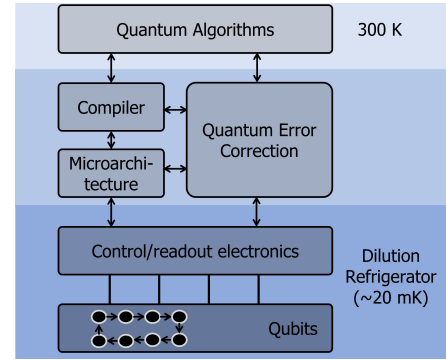 Quantum Algorithms
300 K
Compiler
Quantum Error
Correction
Microarchi-
tecture
Control/readout electronics
Dilution
Refrigerator
(~20 mK)
Qubits